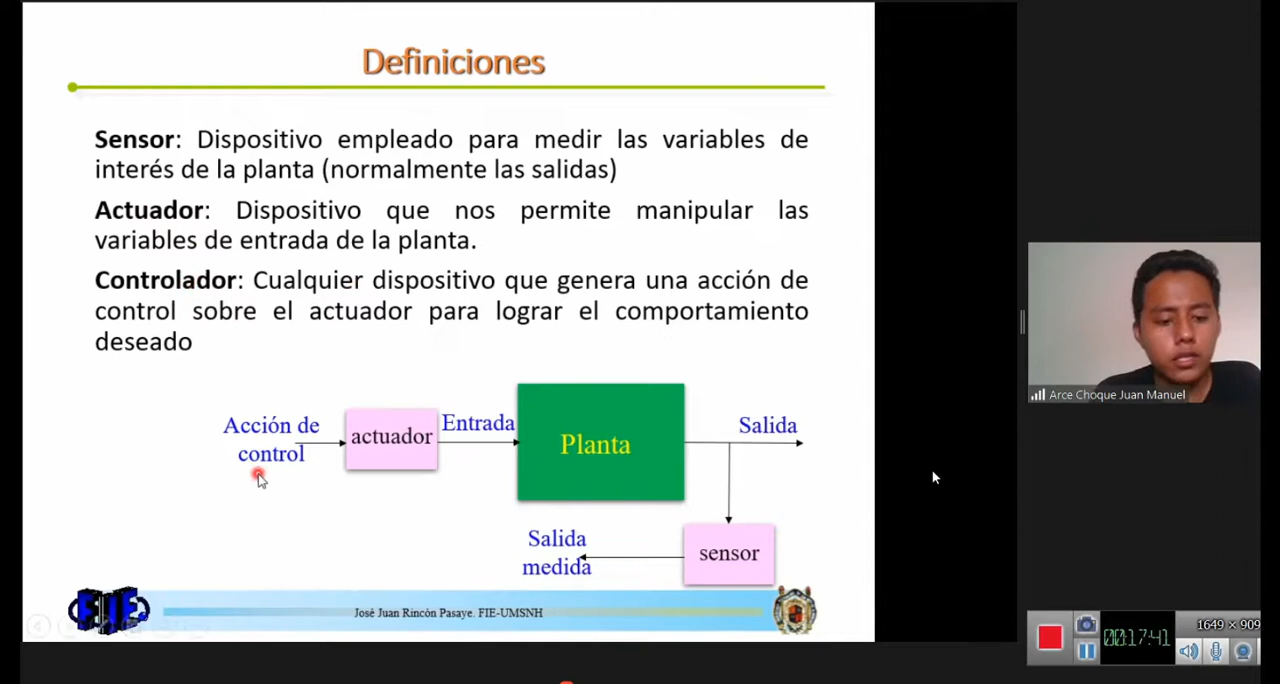 Definiciones
Sensor: Dispositivo empleado para medir las variables de
interés de la planta (normalmente las salidas)
Actuador: Dispositivo que nos permite manipular las
variables de entrada de la planta.
Controlador: Cualquier dispositivo que genera una acción de
control sobre el actuador para lograr el comportamiento
deseado
Acción de
control
actuador
Entrada
Planta
Salida
Salida
medida
sensor
FIE
José Juan Rincón Pasaye. FIE-UMSNH
Arce Choque Juan Manuel
1649 × 909
00:17:41